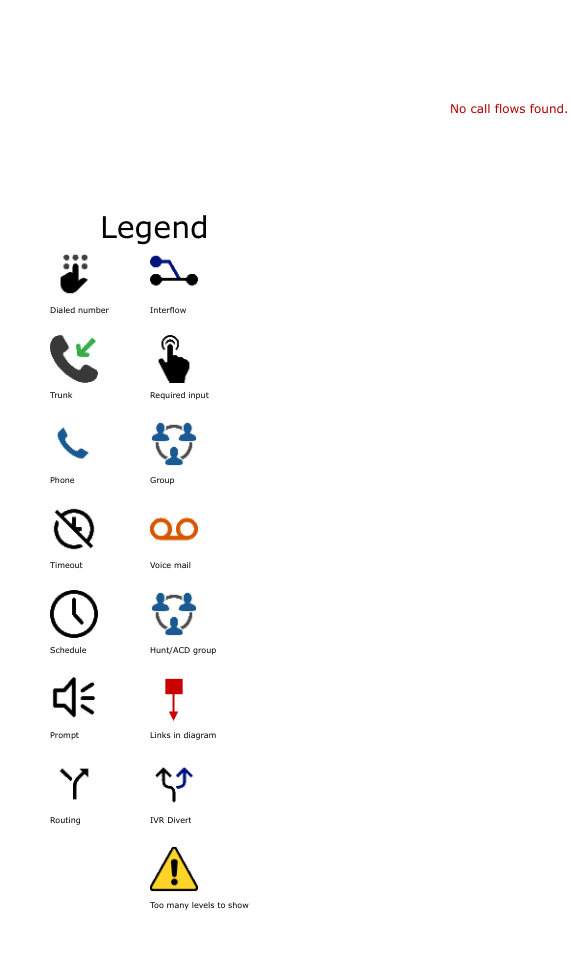 No call flows found.
Legend
Dialed number
Interflow
Trunk
Required input
Phone
Group
Timeout
Voice mail
Schedule
Hunt/ACD group
Prompt
Links in diagram
Routing
IVR Divert
Too many levels to show